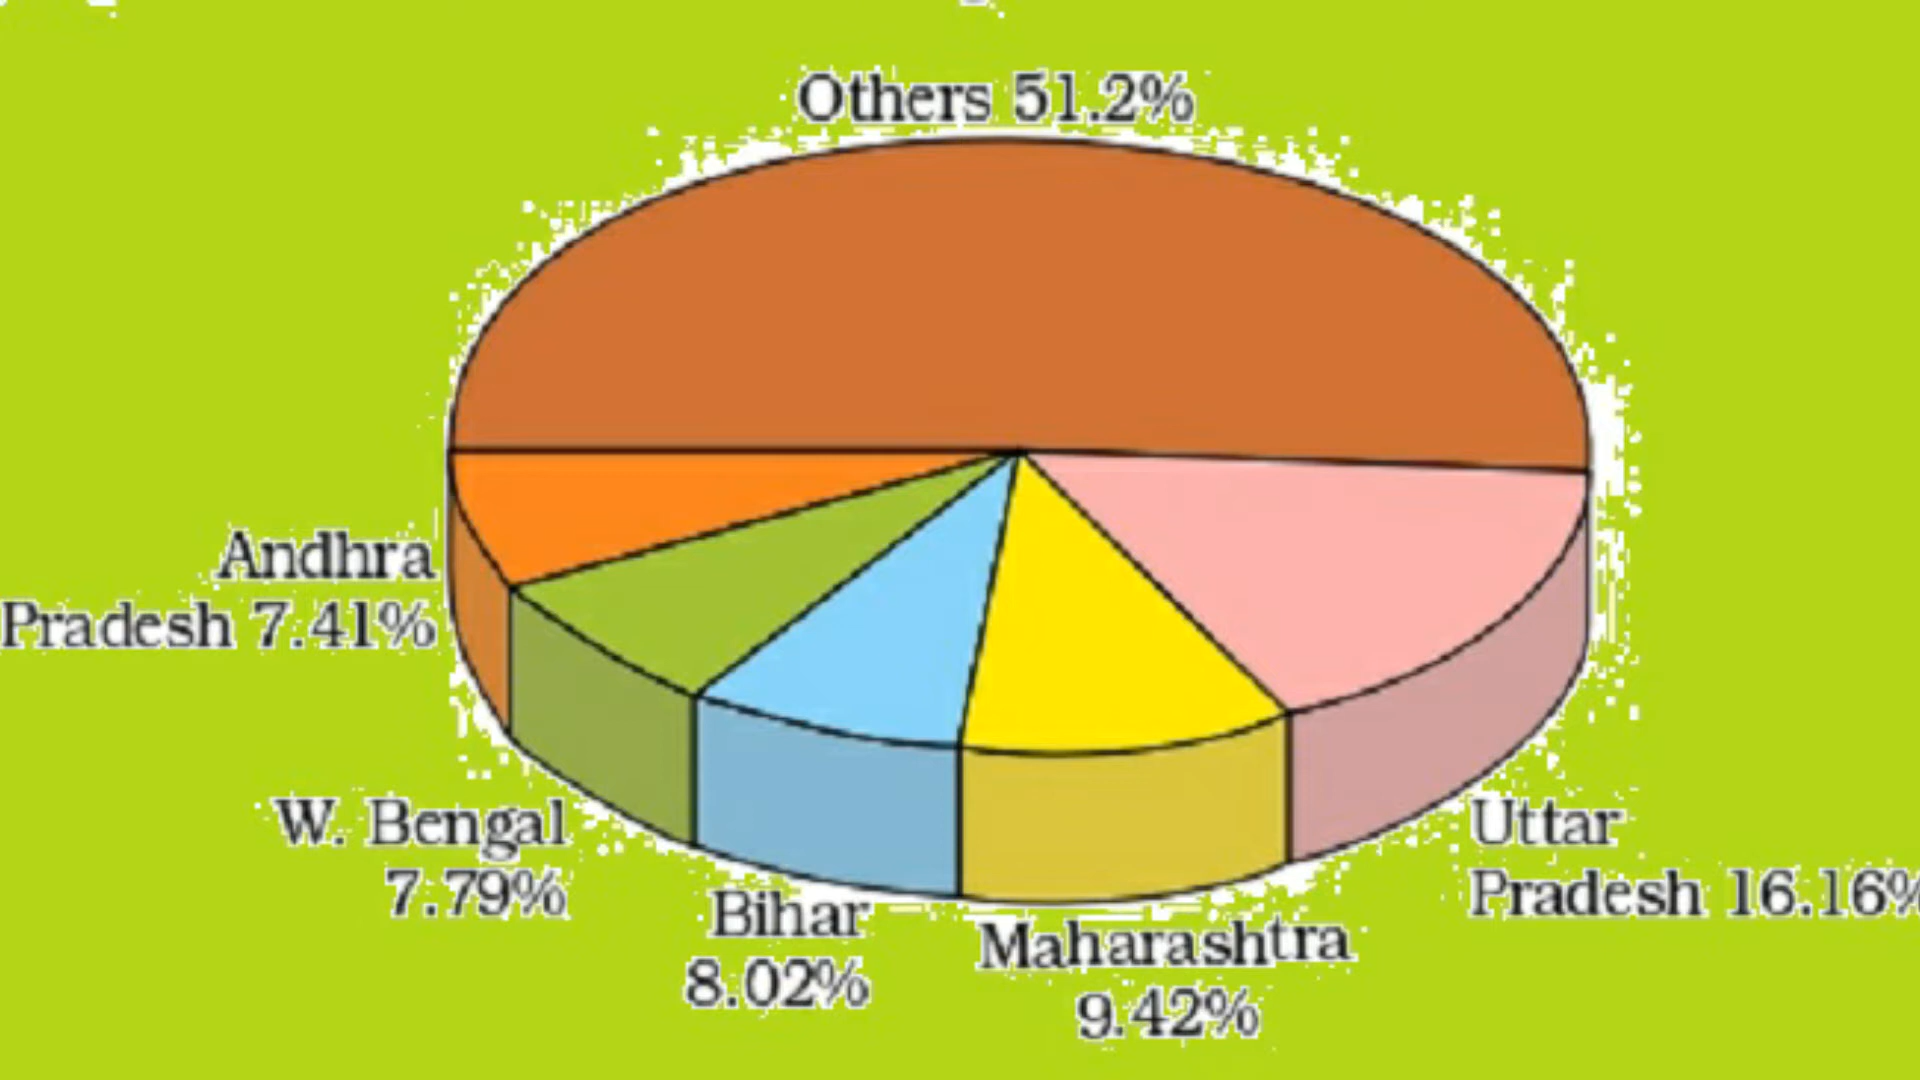 Others 51.2%
Andhra
Pradesh 7.41%
W. Bengal
7.79%
Bihar
8.02%
Maharashtra
9.42%
Uttar
Pradesh 16.16%